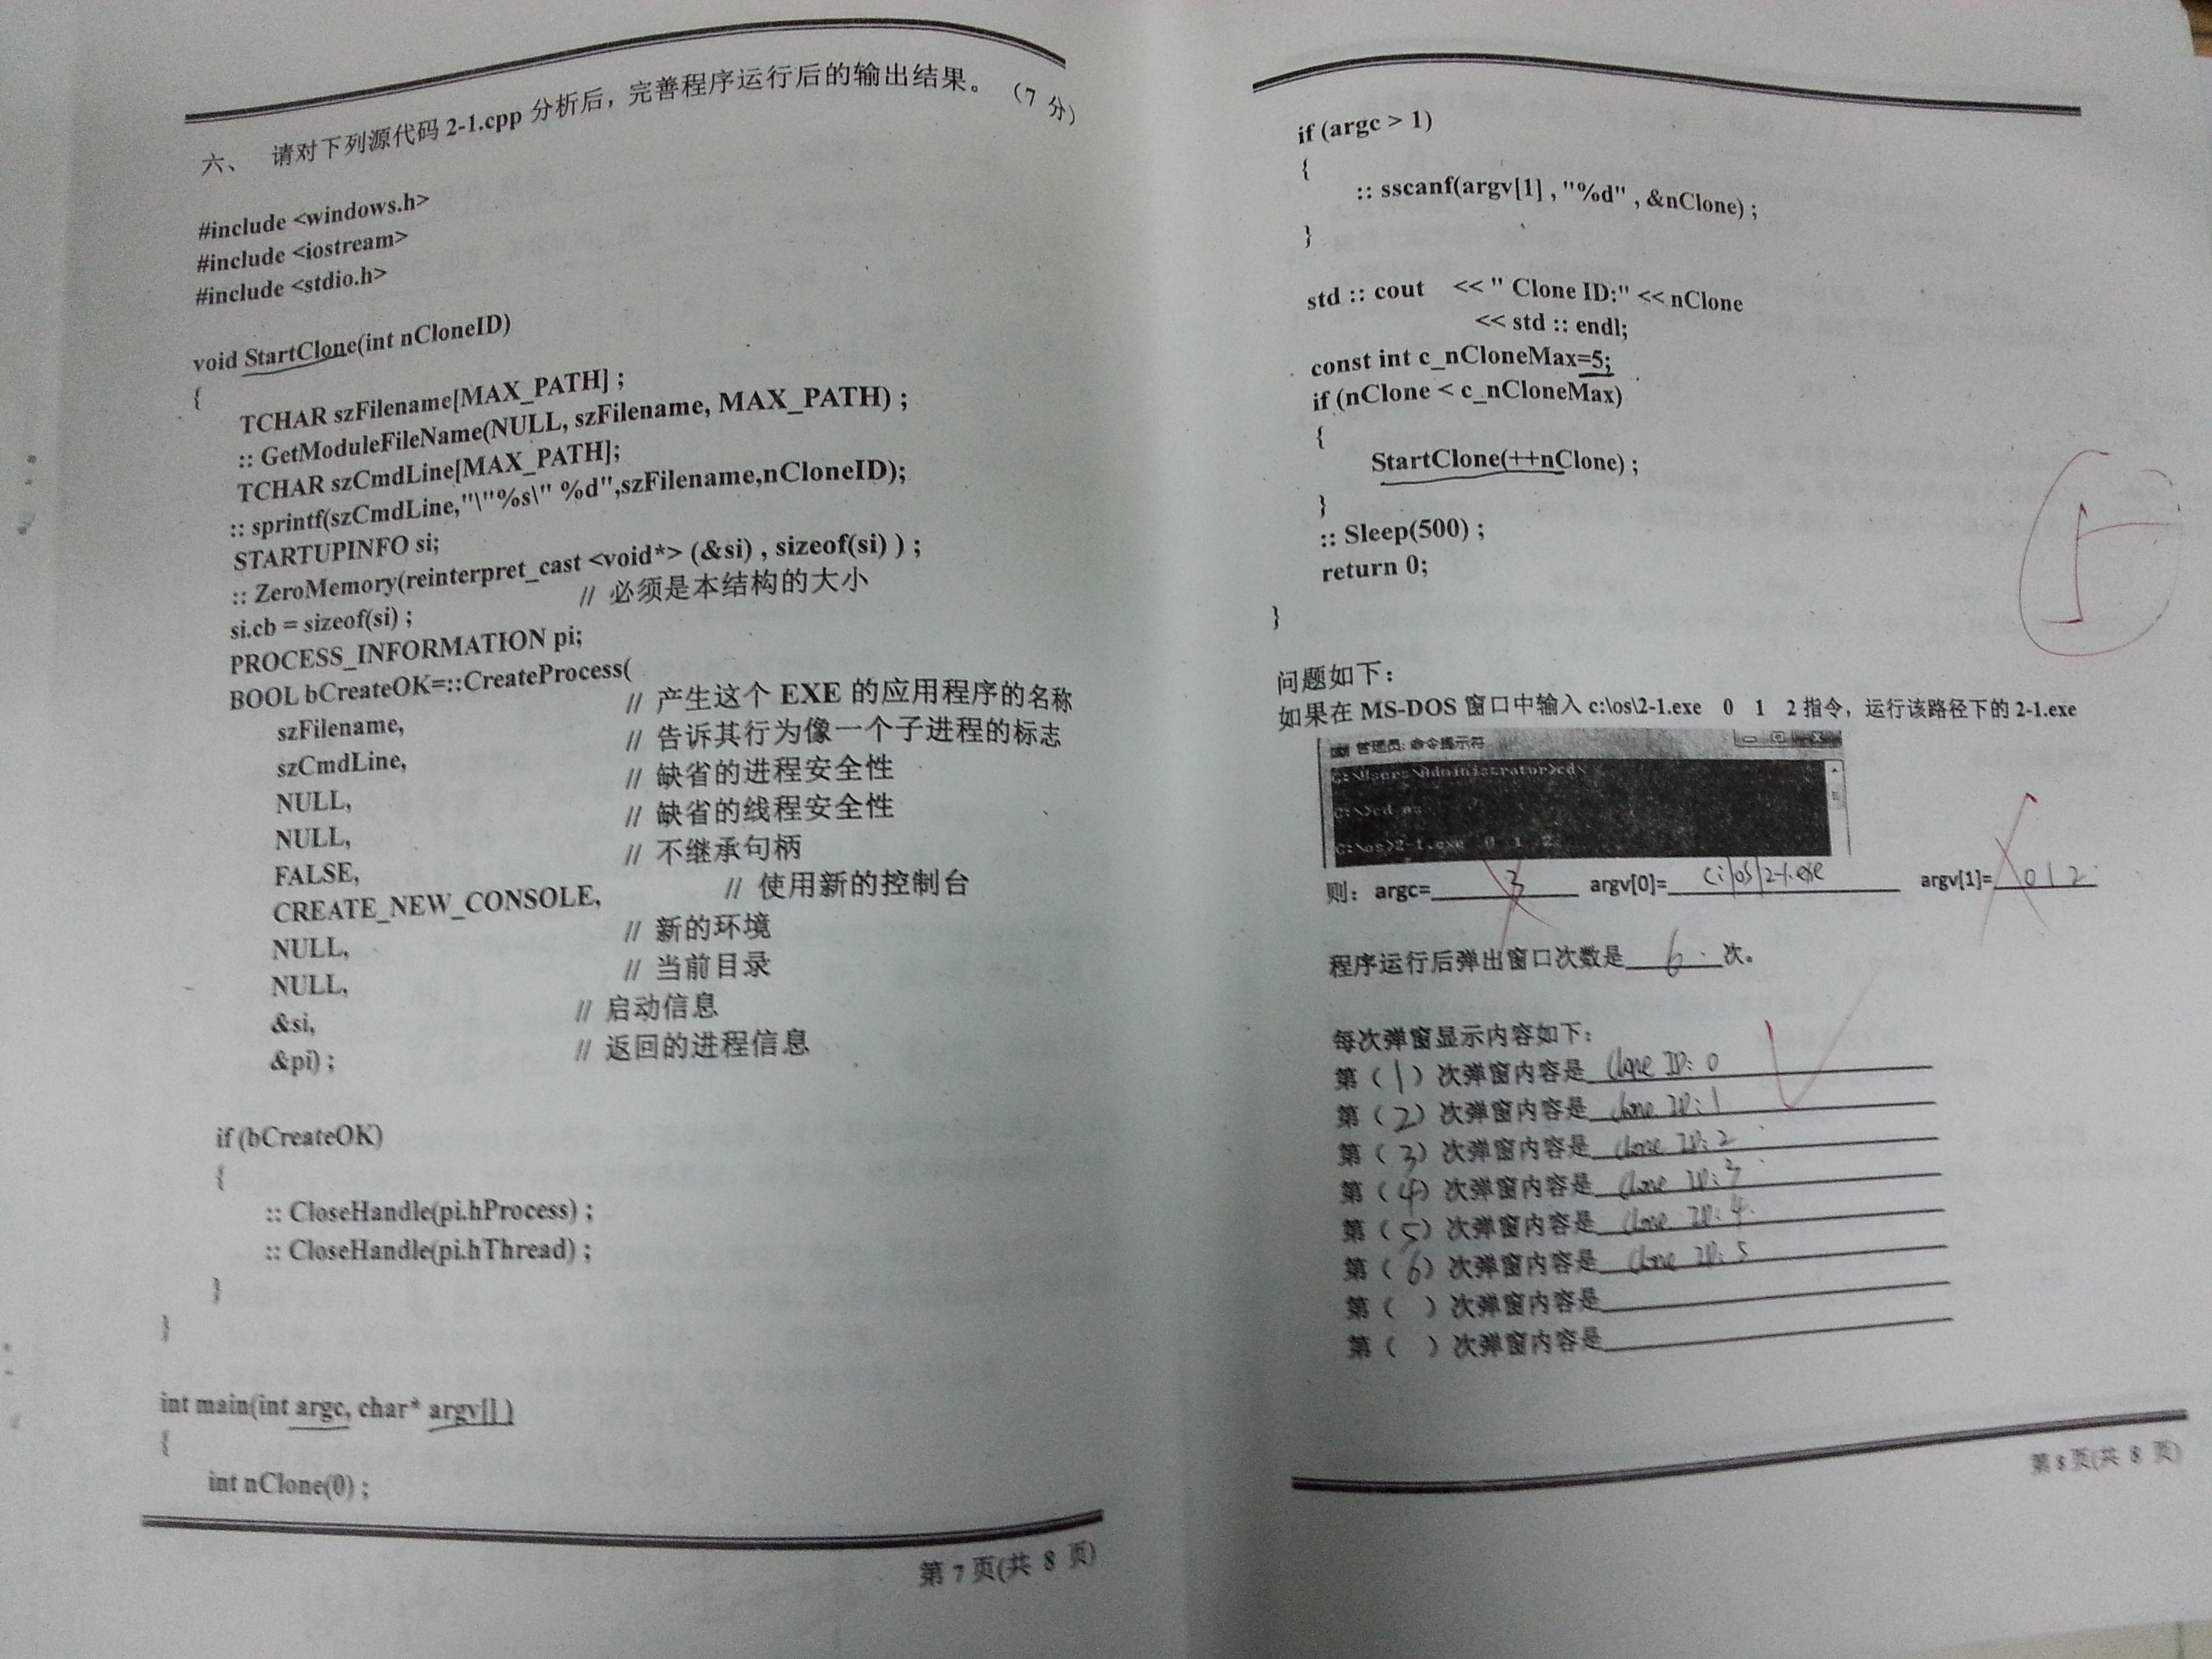 六、 请对下列源代码 2-1.cpp 分析后，完善程序运行后的输出结果。（7 分）
#include <windows.h>
#include <iostream>
#include <stdio.h>
void StartClone(int nCloneID)
{
TCHAR szFilename[MAX_PATH] ;
:: GetModuleFileName(NULL, szFilename, MAX_PATH) ;
TCHAR szCmdLine[MAX_PATH];
:: sprintf(szCmdLine,"\"%s\" %d",szFilename,nCloneID);
STARTUPINFO si;
:: ZeroMemory(reinterpret_cast <void*> (&si) , sizeof(si) ) ;
si.cb = sizeof(si) ; // 必须是本结构的大小
PROCESS_INFORMATION pi;
BOOL bCreateOK=::CreateProcess(
szFilename, // 产生这个 EXE 的应用程序的名称
szCmdLine, // 告诉其行为像一个子进程的标志
NULL, // 缺省的进程安全性
NULL, // 缺省的线程安全性
FALSE, // 不继承句柄
CREATE_NEW_CONSOLE, // 使用新的控制台
NULL, // 新的环境
NULL, // 当前目录
&si, // 启动信息
&pi) ; // 返回的进程信息
if (bCreateOK)
{
:: CloseHandle(pi.hProcess) ;
:: CloseHandle(pi.hThread) ;
}
}
int main(int argc, char* argv[] )
{
int nClone(0) ;
第 7 页(共 8 页)
if (argc > 1)
{
:: sscanf(argv[1] , "%d" , &nClone) ;
}
std :: cout << " Clone ID:" << nClone
<< std :: endl;
const int c_nCloneMax=5;
if (nClone < c_nCloneMax)
{
StartClone(++nClone) ;
}
:: Sleep(500) ;
return 0;
}
问题如下：
如果在 MS-DOS 窗口中输入 c:\os\2-1.exe 0 1 2 指令，运行该路径下的 2-1.exe
管理员: 命令提示符
C:\Users\Administrator>cd\
C:\>cd os
C:\os>2-1.exe 0 1 2
则： argc= 3 argv[0]= C:|os|2-1.exe argv[1]= 0 1 2
程序运行后弹出窗口次数是 6 次。
每次弹窗显示内容如下：
第（1）次弹窗内容是 Clone ID: 0
第（2）次弹窗内容是 Clone ID: 1
第（3）次弹窗内容是 Clone ID: 2
第（4）次弹窗内容是 Clone ID: 3
第（5）次弹窗内容是 Clone ID: 4
第（6）次弹窗内容是 Clone ID: 5
第（ ）次弹窗内容是
第（ ）次弹窗内容是
第 8 页(共 8 页)